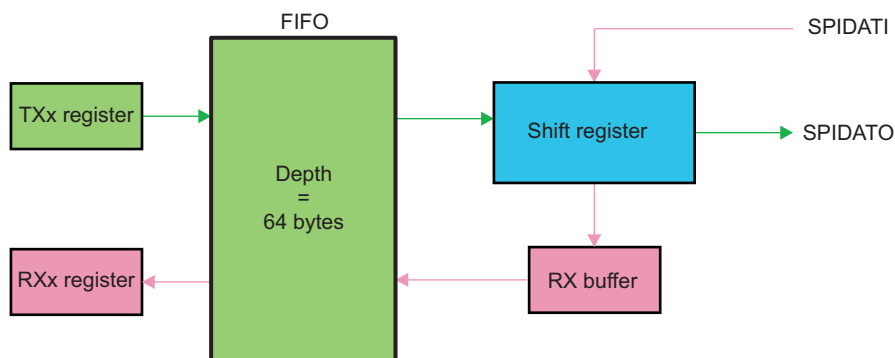 FIFO
SPIDATI
TXx register
Shift register
SPIDATO
Depth
=
64 bytes
RXx register
RX buffer